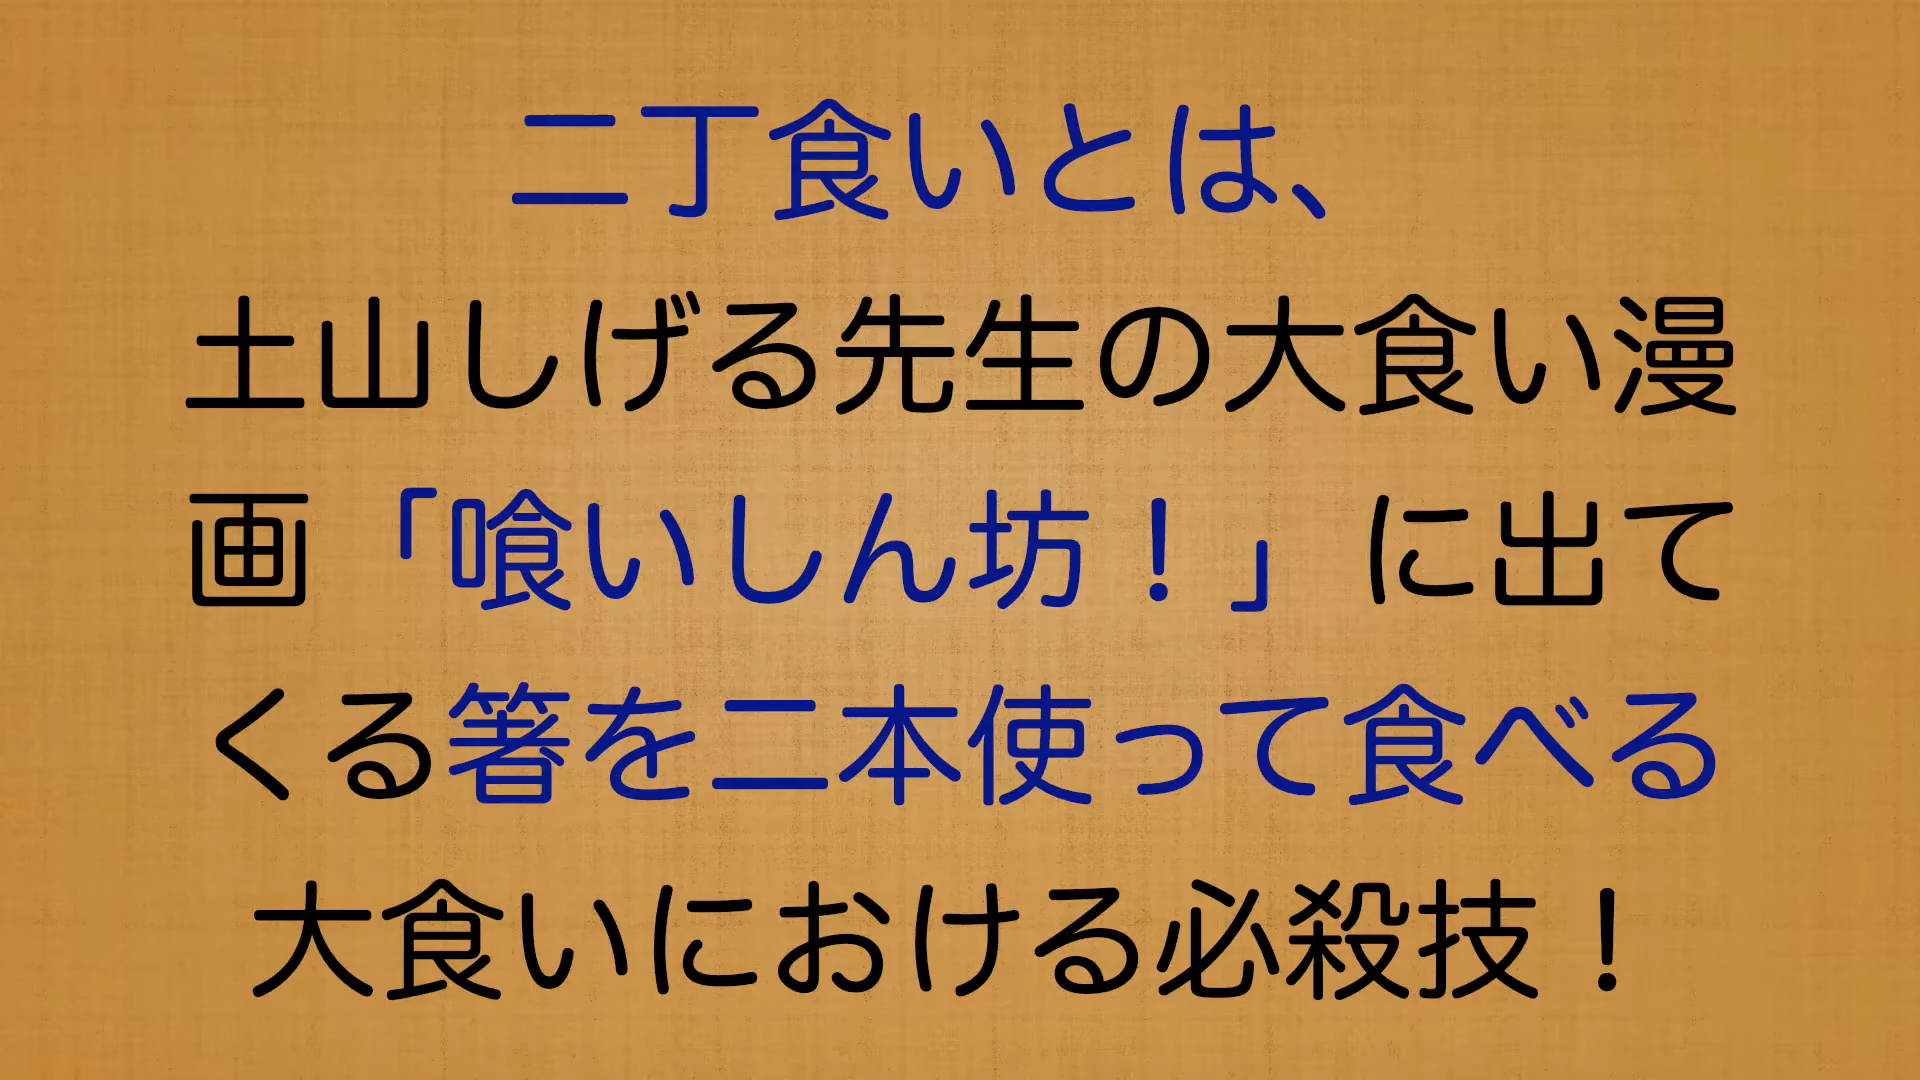 二丁食いとは、
土山しげる先生の大食い漫
画「喰いしん坊！」に出て
くる箸を二本使って食べる
大食いにおける必殺技！